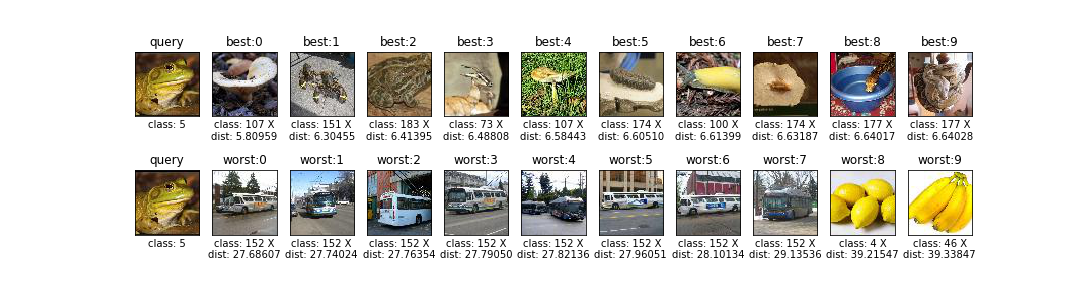 query best:0 best:1 best:2 best:3 best:4 best:5 best:6 best:7 best:8 best:9
class: 5 class: 107 X class: 151 X class: 183 X class: 73 X class: 107 X class: 174 X class: 100 X class: 174 X class: 177 X class: 177 X
dist: 5.80959 dist: 6.30455 dist: 6.41395 dist: 6.48808 dist: 6.58443 dist: 6.60510 dist: 6.61399 dist: 6.63187 dist: 6.64017 dist: 6.64028
query worst:0 worst:1 worst:2 worst:3 worst:4 worst:5 worst:6 worst:7 worst:8 worst:9
class: 5 class: 152 X class: 152 X class: 152 X class: 152 X class: 152 X class: 152 X class: 152 X class: 152 X class: 4 X class: 46 X
dist: 27.68607 dist: 27.74024 dist: 27.76354 dist: 27.79050 dist: 27.82136 dist: 27.96051 dist: 28.10134 dist: 29.13536 dist: 39.21547 dist: 39.33847